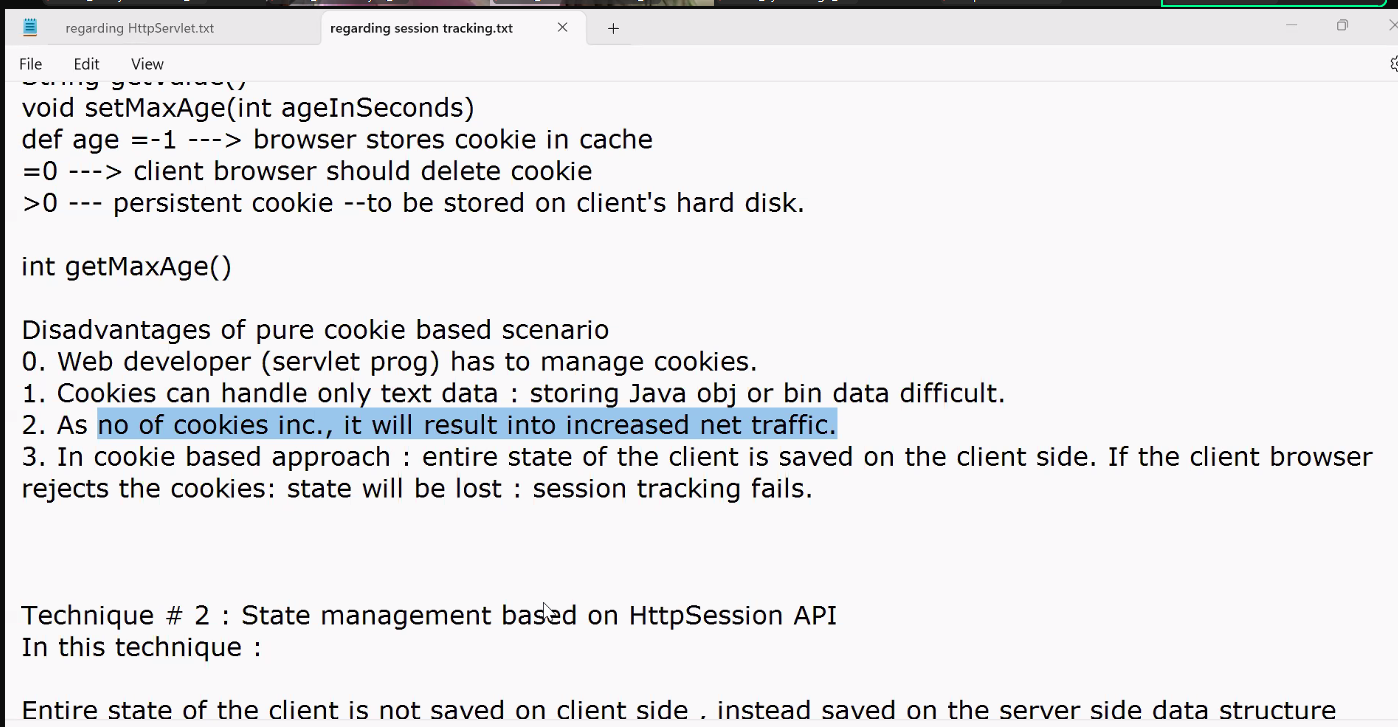 regarding HttpServlet.txt
regarding session tracking.txt
File Edit View
String getValue()
void setMaxAge(int ageInSeconds)
def age =-1 ---> browser stores cookie in cache
=0 ---> client browser should delete cookie
>0 --- persistent cookie --to be stored on client's hard disk.
int getMaxAge()
Disadvantages of pure cookie based scenario
0. Web developer (servlet prog) has to manage cookies.
1. Cookies can handle only text data : storing Java obj or bin data difficult.
2. As no of cookies inc., it will result into increased net traffic.
3. In cookie based approach : entire state of the client is saved on the client side. If the client browser
rejects the cookies: state will be lost : session tracking fails.
Technique # 2 : State management based on HttpSession API
In this technique :
Entire state of the client is not saved on client side , instead saved on the server side data structure